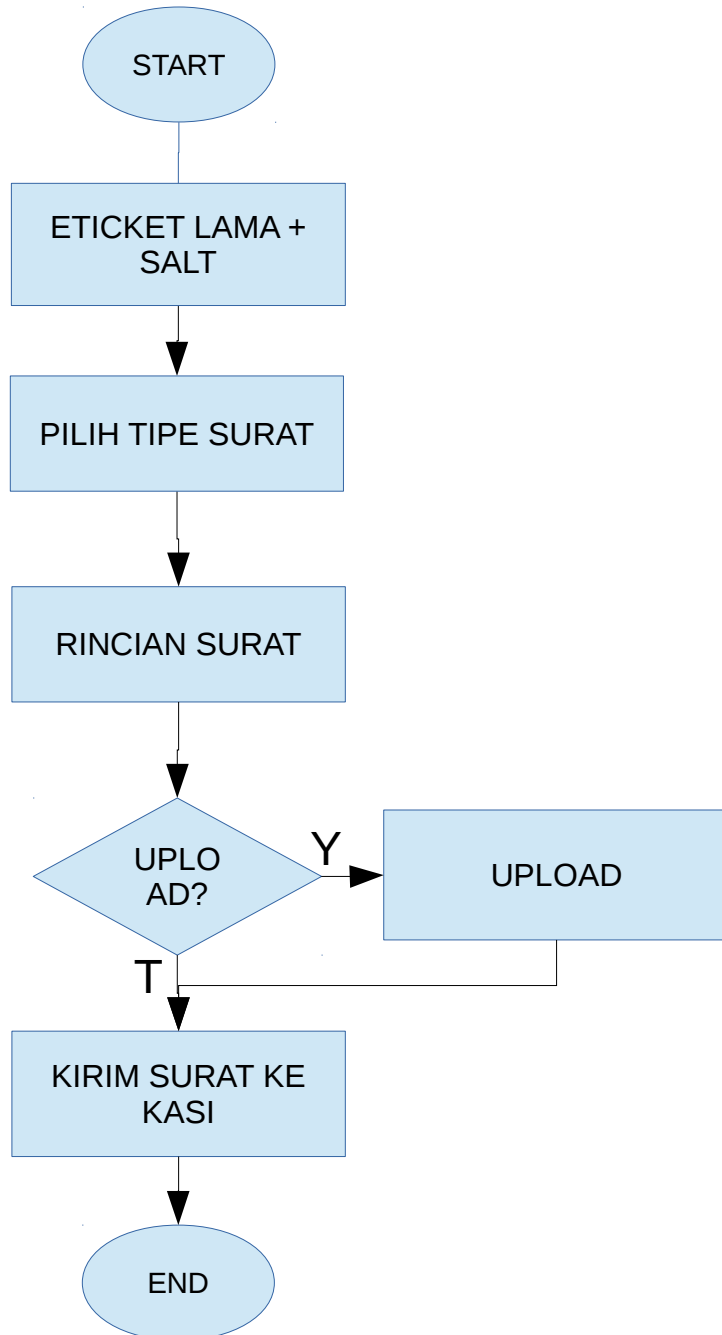 START
ETICKET LAMA +
SALT
PILIH TIPE SURAT
RINCIAN SURAT
UPLO
AD?
Y
UPLOAD
T
KIRIM SURAT KE
KASI
END